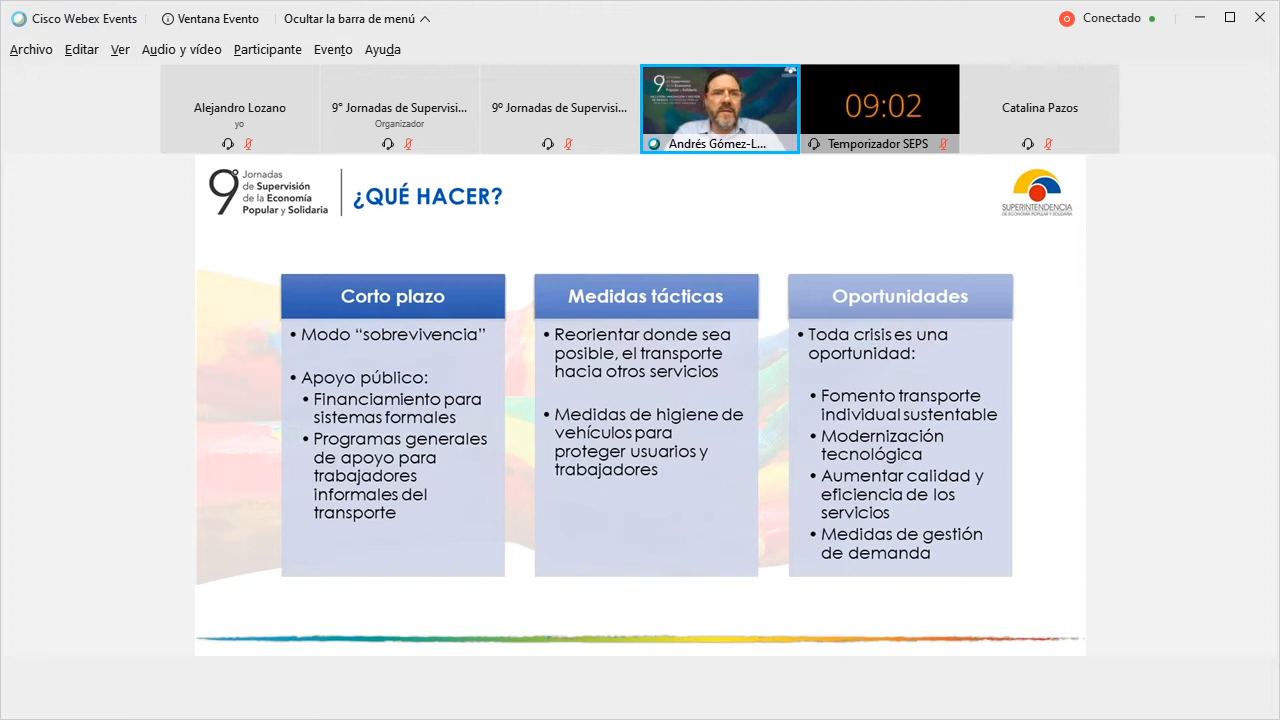 Cisco Webex Events
Ventana Evento
Ocultar la barra de menú
Conectado
Archivo
Editar
Ver
Audio y vídeo
Participante
Evento
Ayuda
Alejandro Lozano
yo
9° Jornadas de Supervisi...
Organizador
9º Jornadas de Supervisi...
Andrés Gómez-L...
09:02
Temporizador SEPS
Catalina Pazos
9° Jornadas
de Supervisión
de la Economía
Popular y Solidaria
¿QUÉ HACER?
SUPERINTENDENCIA
DE ECONOMÍA POPULAR Y SOLIDARIA
Corto plazo
• Modo “sobrevivencia”
• Apoyo público:
• Financiamiento para
sistemas formales
• Programas generales
de apoyo para
trabajadores
informales del
transporte
Medidas tácticas
• Reorientar donde sea
posible, el transporte
hacia otros servicios
• Medidas de higiene de
vehículos para
proteger usuarios y
trabajadores
Oportunidades
• Toda crisis es una
oportunidad:
• Fomento transporte
individual sustentable
• Modernización
tecnológica
• Aumentar calidad y
eficiencia de los
servicios
• Medidas de gestión
de demanda